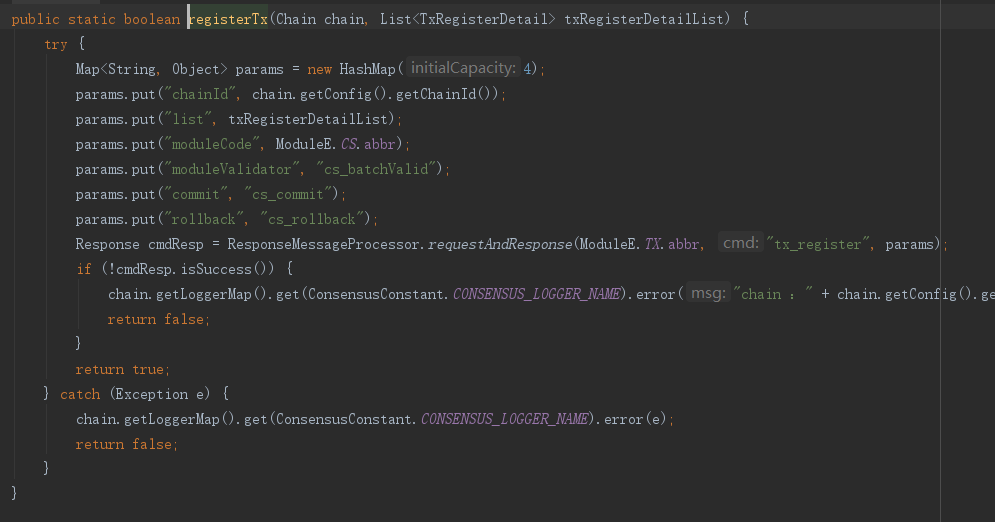 public static boolean registerTx(Chain chain, List<TxRegisterDetail> txRegisterDetailList) {
try {
Map<String, Object> params = new HashMap( initialCapacity: 4);
params.put("chainId", chain.getConfig().getChainId());
params.put("list", txRegisterDetailList);
params.put("moduleCode", ModuleE.CS.abbr);
params.put("moduleValidator", "cs_batchValid");
params.put("commit", "cs_commit");
params.put("rollback", "cs_rollback");
Response cmdResp = ResponseMessageProcessor.requestAndResponse(ModuleE.TX.abbr, cmd: "tx_register", params);
if (!cmdResp.isSuccess()) {
chain.getLoggerMap().get(ConsensusConstant.CONSENSUS_LOGGER_NAME).error( msg: "chain ：" + chain.getConfig().ge
return false;
}
return true;
} catch (Exception e) {
chain.getLoggerMap().get(ConsensusConstant.CONSENSUS_LOGGER_NAME).error(e);
return false;
}
}